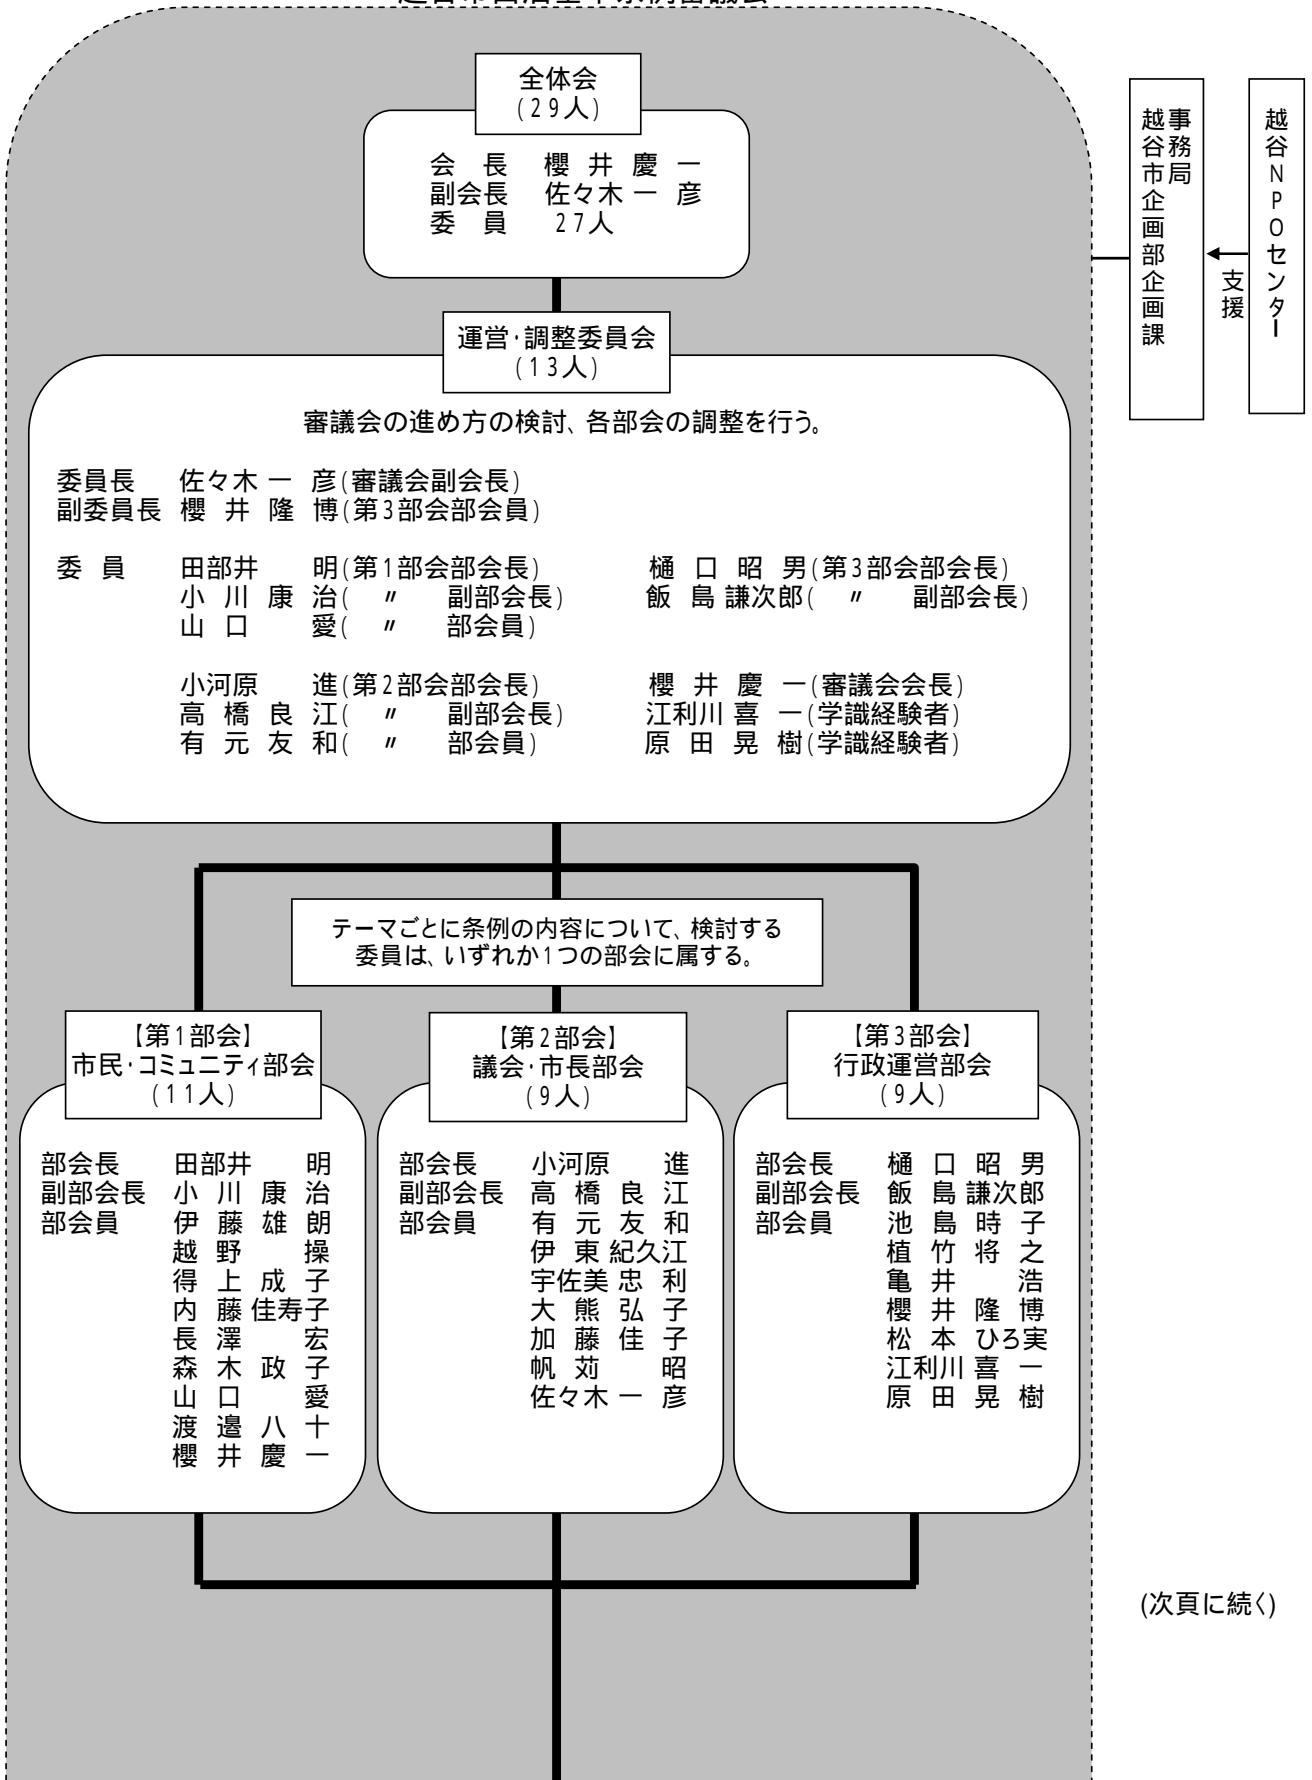 全体会
(29人)
会　長　櫻 井 慶 一
副会長　佐々木 一 彦
委　員　27人
事務局
越谷市企画部企画課
越谷NPOセンター
支援
運営・調整委員会
(13人)
審議会の進め方の検討、各部会の調整を行う。
委員長　佐々木 一 彦(審議会副会長)
副委員長 櫻 井 隆 博(第3部会部会員)
委 員　田部井　明(第1部会部会長)　樋 口 昭 男(第3部会部会長)
小 川 康 治( 〃 副部会長)　飯 島 謙次郎( 〃 副部会長)
山 口　愛( 〃 部会員)
小河原　進(第2部会部会長)　櫻 井 慶 一(審議会会長)
高 橋 良 江( 〃 副部会長)　江利川 喜 一(学識経験者)
有 元 友 和( 〃 部会員)　原 田 晃 樹(学識経験者)
テーマごとに条例の内容について、検討する
委員は、いずれか1つの部会に属する。
【第1部会】
市民・コミュニティ部会
(11人)
部会長　田部井　明
副部会長 小 川 康 治
部会員　伊 藤 雄 朗
越 野　操
得 上 成 子
内 藤 佳寿子
長 澤　宏
森 木 政 子
山 口　愛
渡 邉 八 十
櫻 井 慶 一
【第2部会】
議会・市長部会
(9人)
部会長　小河原　進
副部会長 高 橋 良 江
部会員　有 元 友 和
伊 東 紀久江
宇佐美 忠 利
大 熊 弘 子
加 藤 佳 子
帆 苅　昭
佐々木 一 彦
【第3部会】
行政運営部会
(9人)
部会長　樋 口 昭 男
副部会長 飯 島 謙次郎
部会員　池 島 時 子
植 竹 将 之
亀 井　浩
櫻 井 隆 博
松 本 ひろ実
江利川 喜 一
原 田 晃 樹
(次頁に続く)